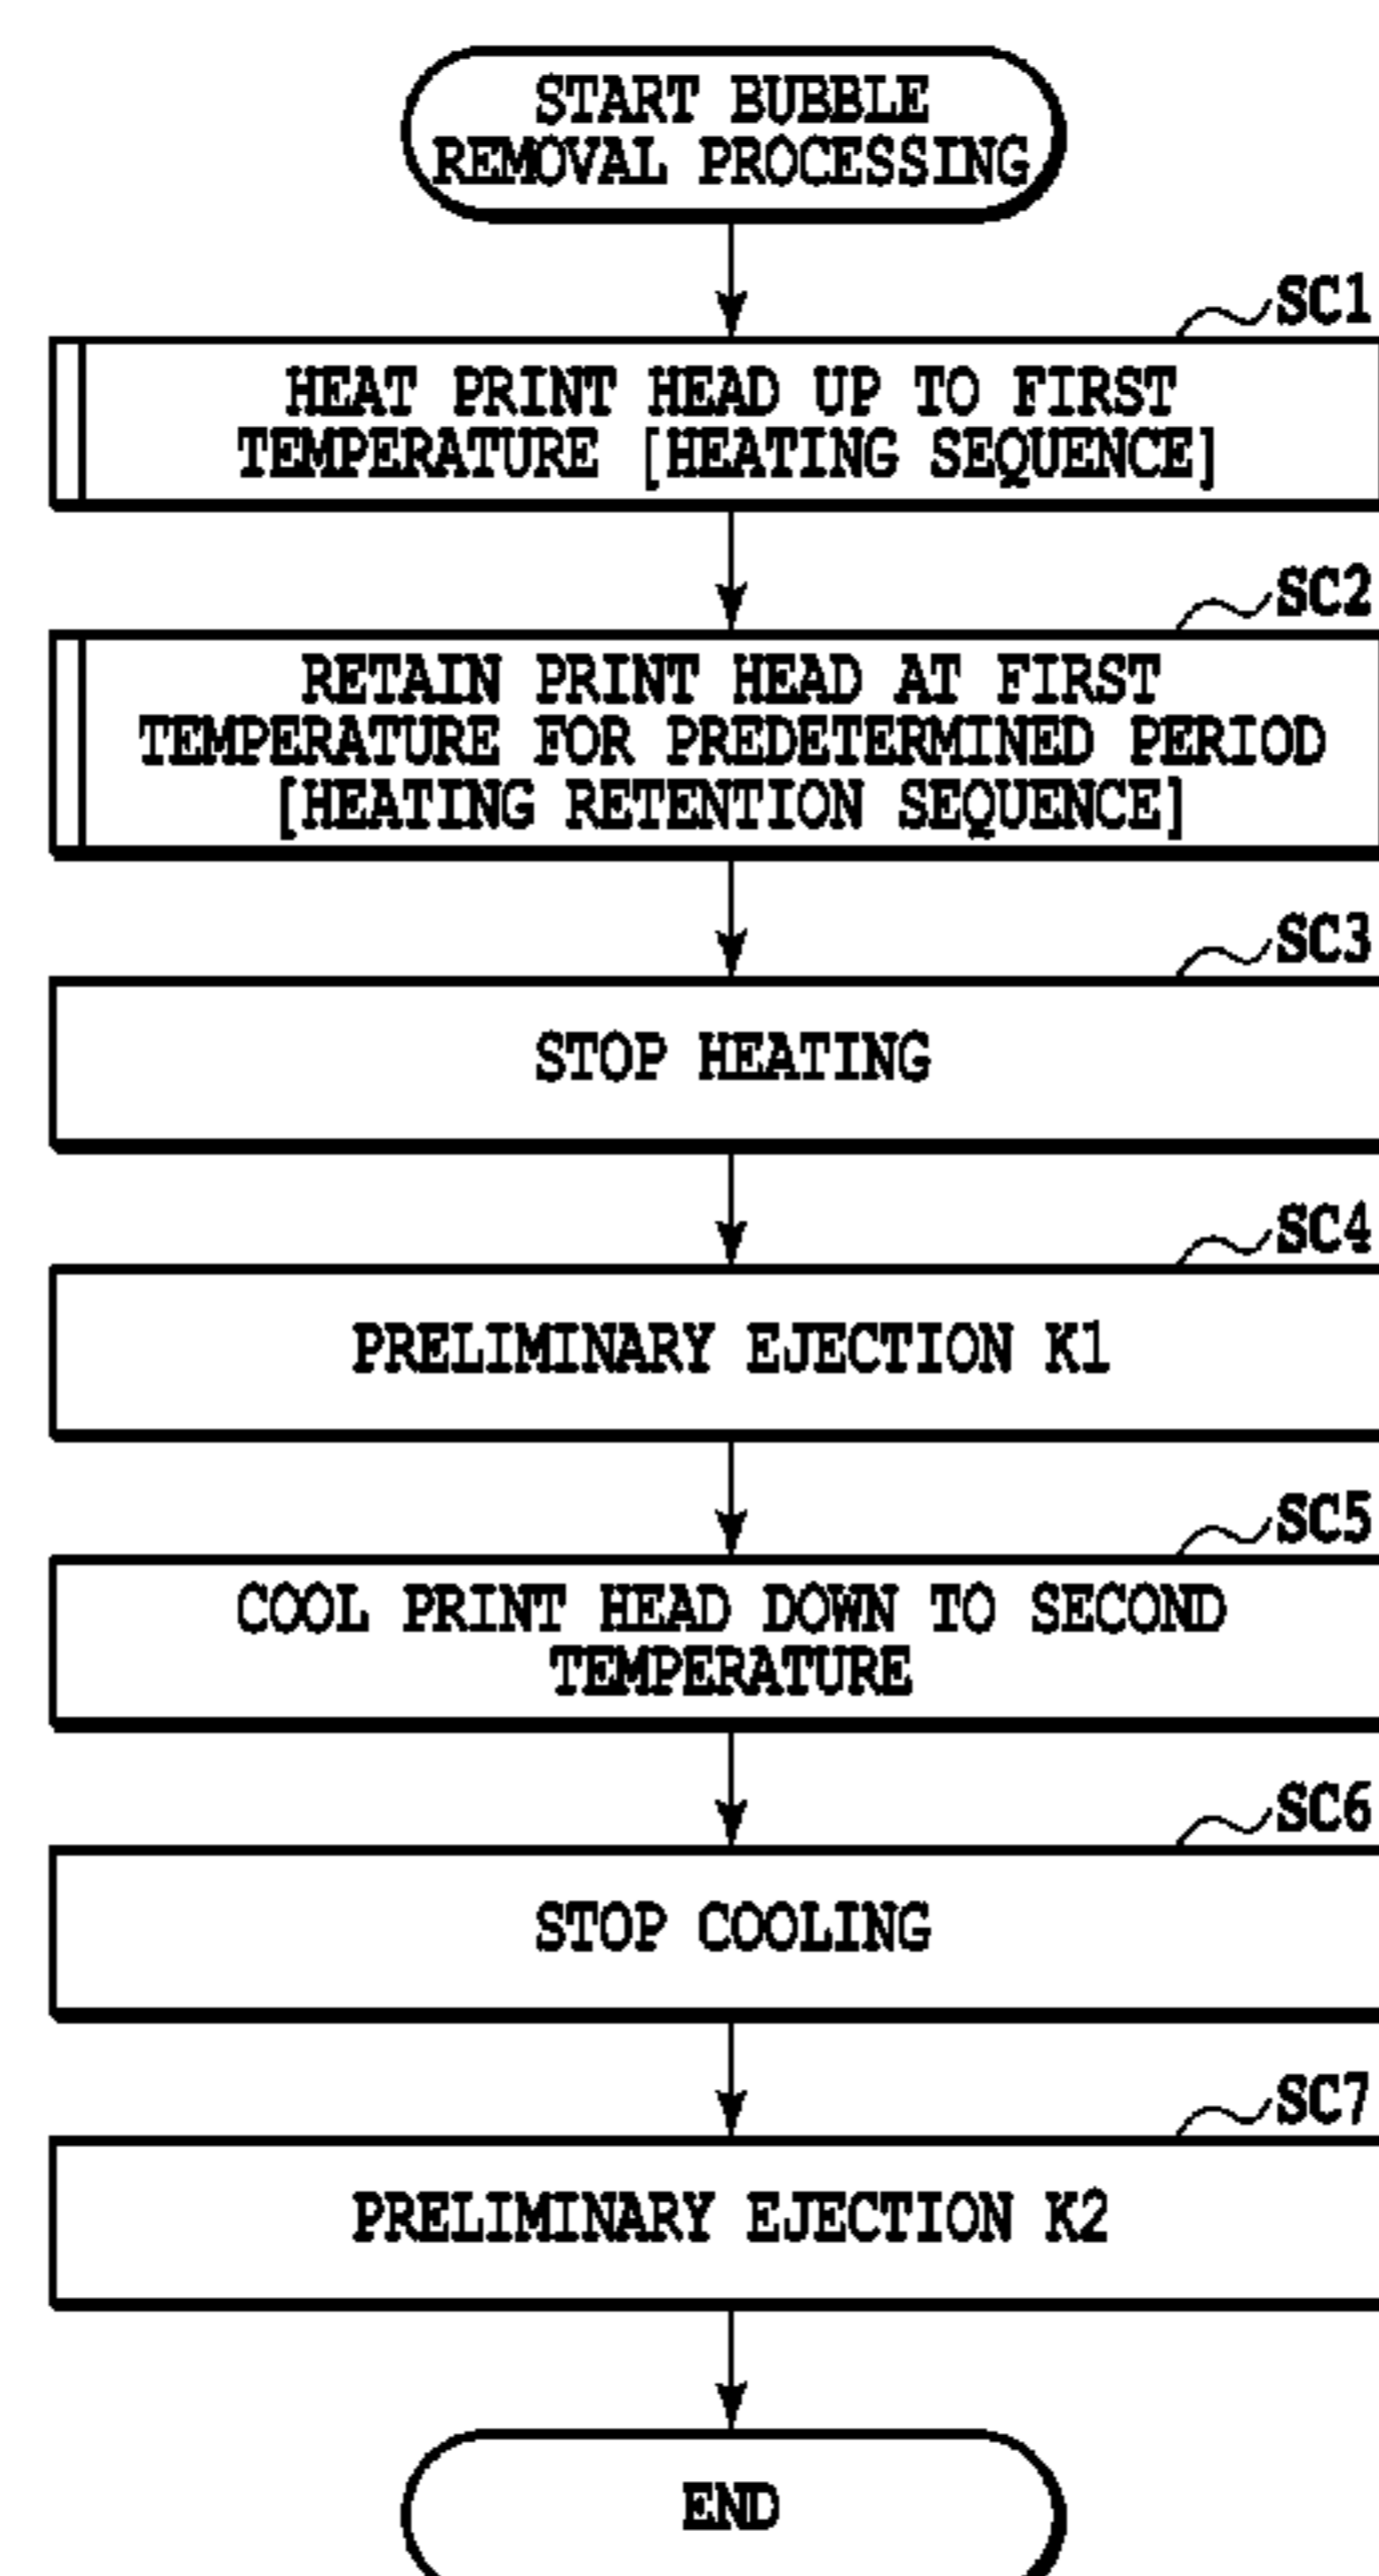 START BUBBLE
REMOVAL PROCESSING
SC1
HEAT PRINT HEAD UP TO FIRST
TEMPERATURE [HEATING SEQUENCE]
SC2
RETAIN PRINT HEAD AT FIRST
TEMPERATURE FOR PREDETERMINED PERIOD
[HEATING RETENTION SEQUENCE]
SC3
STOP HEATING
SC4
PRELIMINARY EJECTION K1
SC5
COOL PRINT HEAD DOWN TO SECOND
TEMPERATURE
SC6
STOP COOLING
SC7
PRELIMINARY EJECTION K2
END